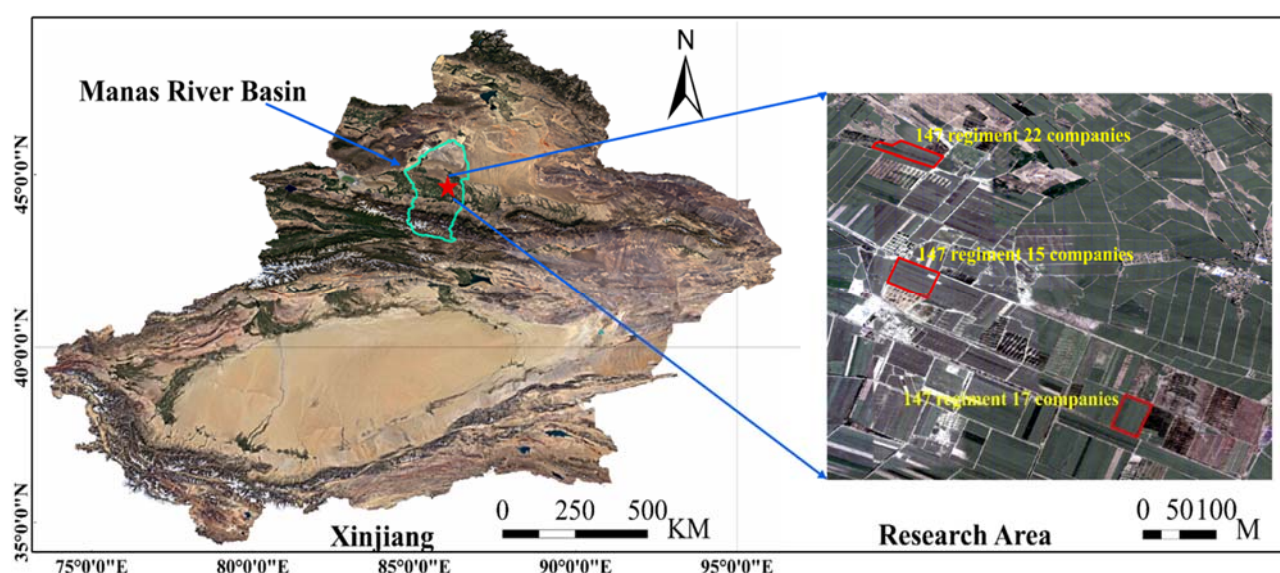 N
Manas River Basin
147 regiment 22 companies
45°0'0"N
147 regiment 15 companies
40°0'0"N
147 regiment 17 companies
0 250 500
KM
0 50100
M
Xinjiang
Research Area
35°0'0"N
75°0'0"E 80°0'0"E 85°0'0"E 90°0'0"E 95°0'0"E